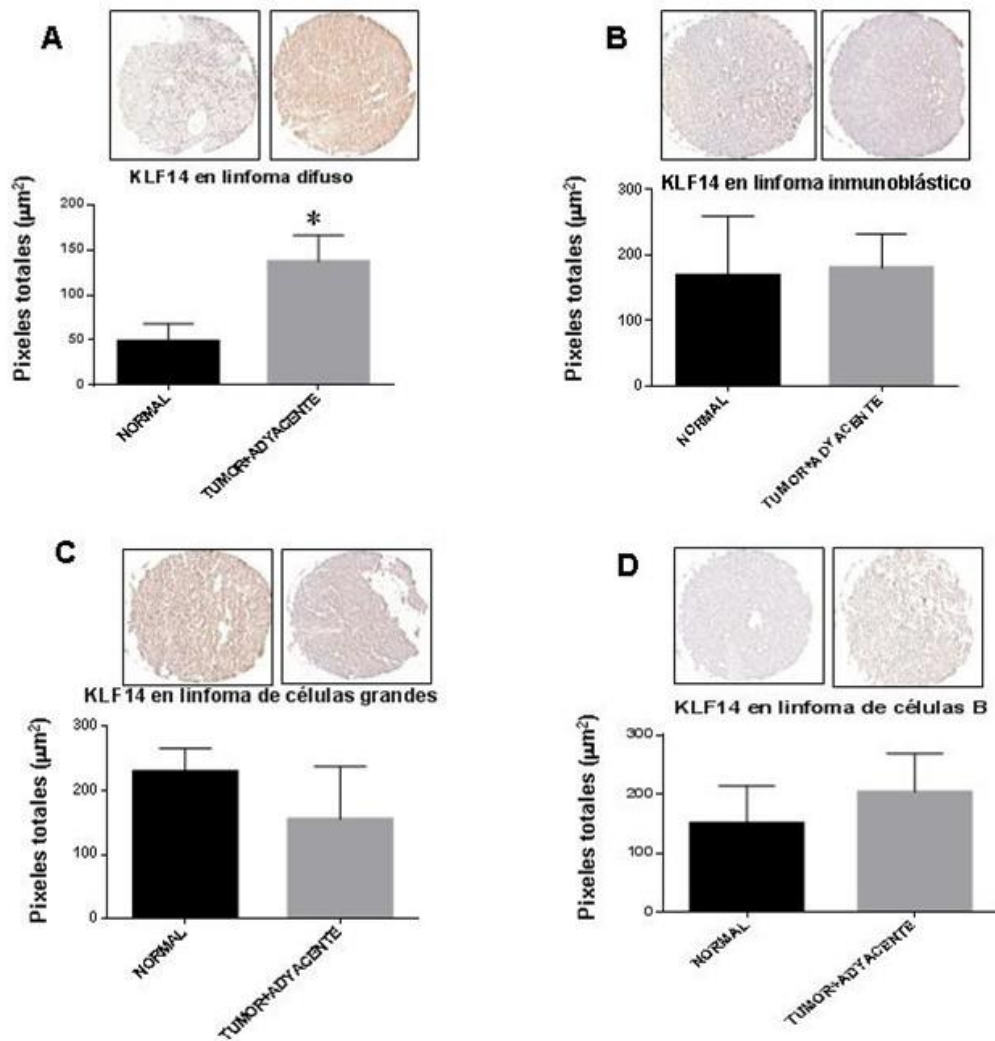 A
KLF14 en linfoma difuso
Pixeles totales (µm²)
200
150
100
50
0
*
NORMAL
TUMOR+ADYACENTE
B
KLF14 en linfoma inmunoblástico
Pixeles totales (µm²)
300
200
100
0
NORMAL
TUMOR+ADYACENTE
C
KLF14 en linfoma de células grandes
Pixeles totales (µm²)
300
200
100
0
NORMAL
TUMOR+ADYACENTE
D
KLF14 en linfoma de células B
Pixeles totales (µm²)
300
200
100
0
NORMAL
TUMOR+ADYACENTE